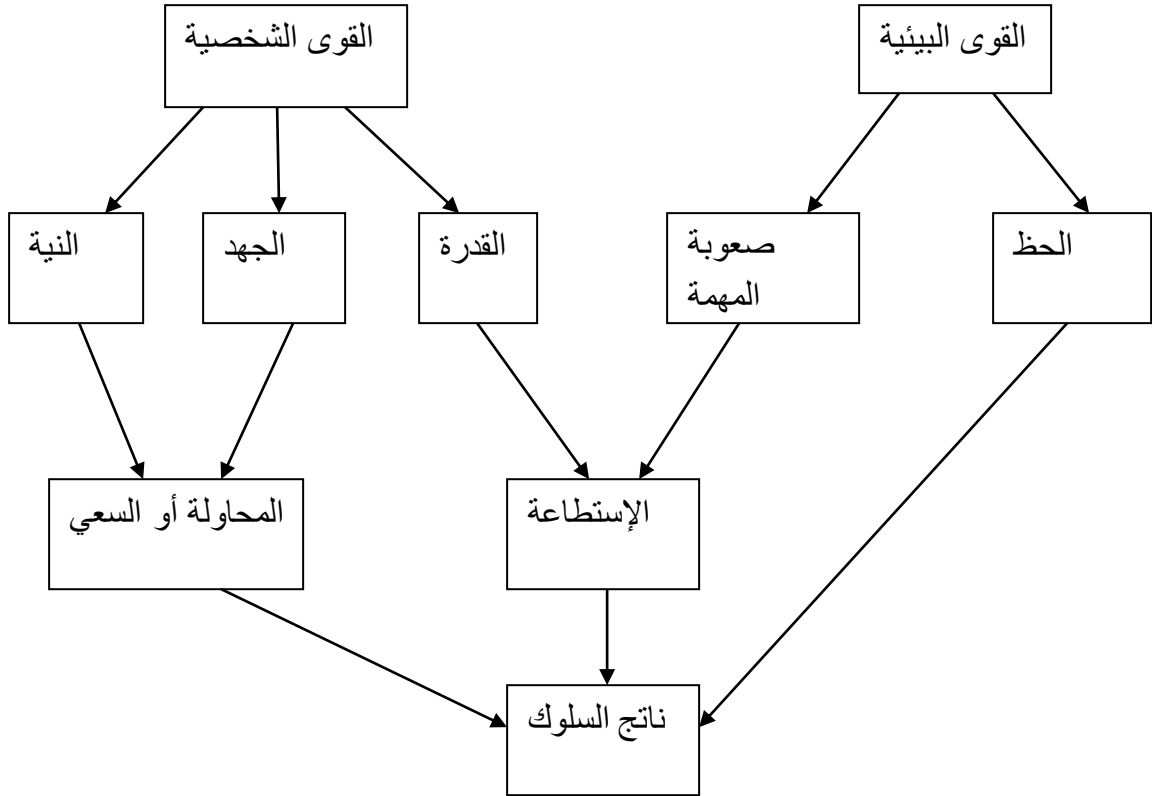 القوى البيئية
القوى الشخصية
الحظ
صعوبة
المهمة
القدرة
الجهد
النية
الإستطاعة
المحاولة أو السعي
ناتج السلوك